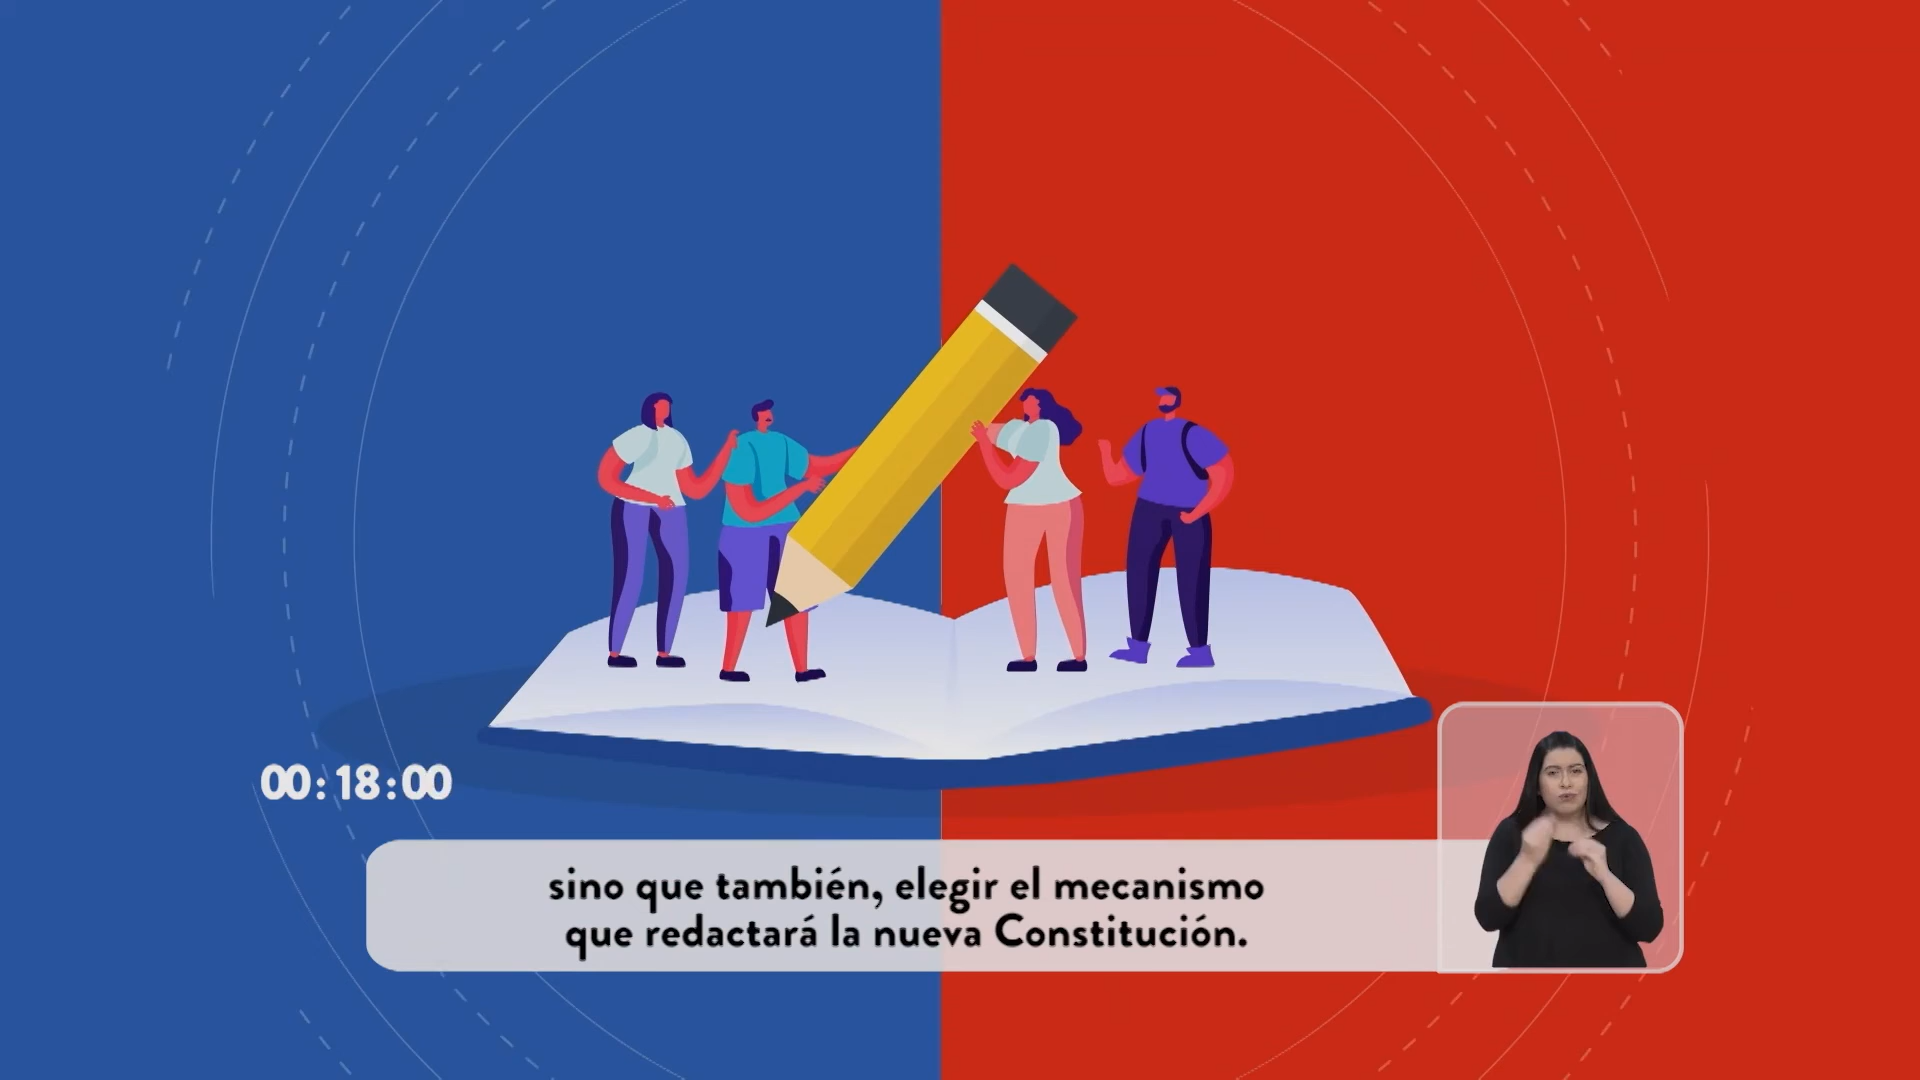 00:18:00
sino que también, elegir el mecanismo
que redactará la nueva Constitución.